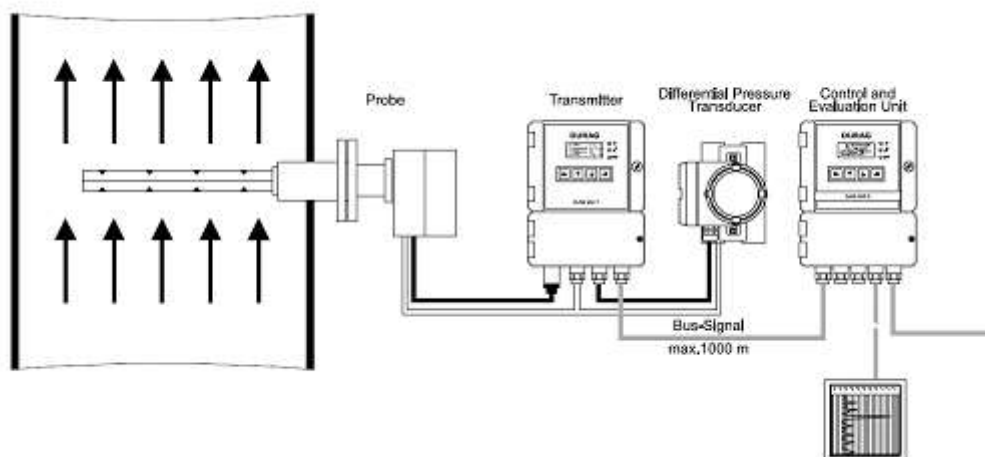 Probe
Transmitter
Differential Pressure
Transducer
Control and
Evaluation Unit
DURAG
DURAG
Bus-Signal
max.1000 m